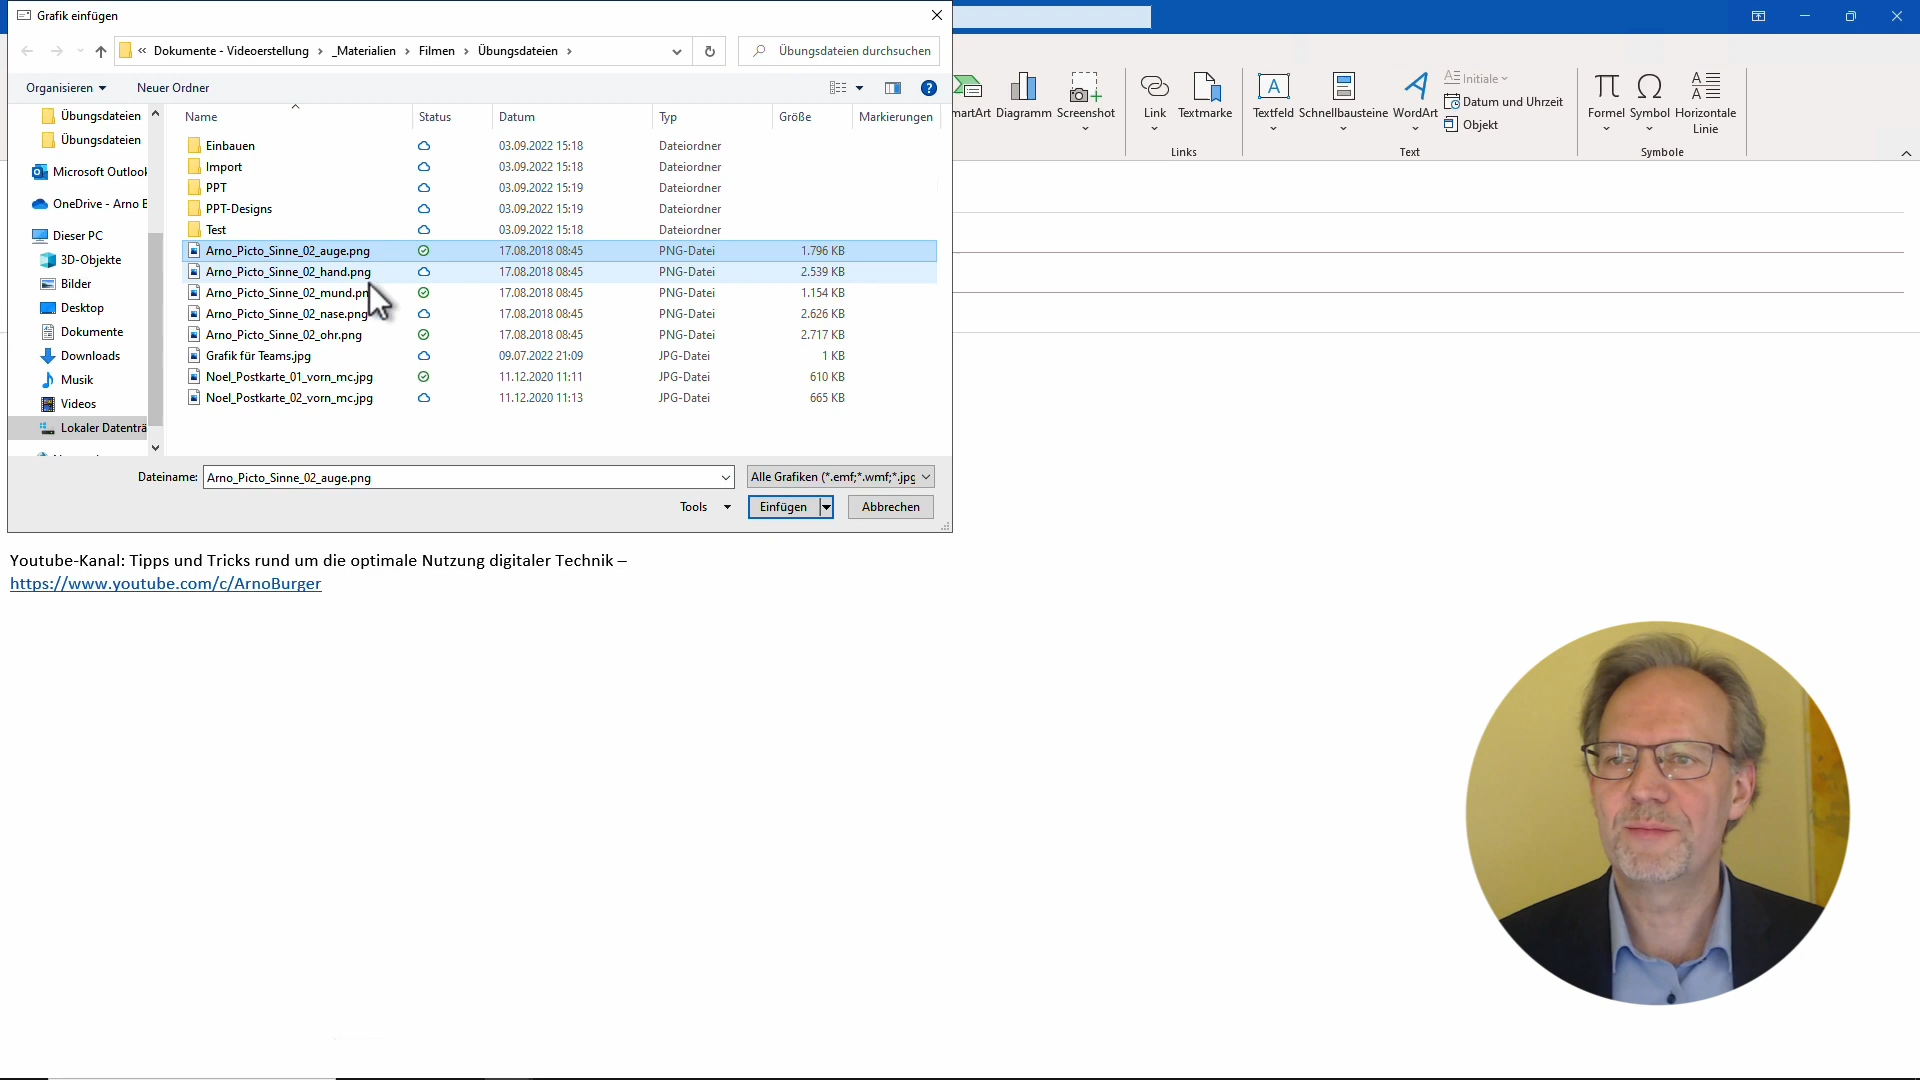 Grafik einfügen
« Dokumente - Videoerstellung › _Materialien › Filmen › Übungsdateien ›
Übungsdateien durchsuchen
Organisieren
Neuer Ordner
Übungsdateien
Übungsdateien
Microsoft Outlook
OneDrive - Arno B
Dieser PC
3D-Objekte
Bilder
Desktop
Dokumente
Downloads
Musik
Videos
Lokaler Datenträ
Name Status Datum Typ Größe Markierungen
Einbauen 03.09.2022 15:18 Dateiordner
Import 03.09.2022 15:18 Dateiordner
PPT 03.09.2022 15:19 Dateiordner
PPT-Designs 03.09.2022 15:19 Dateiordner
Test 03.09.2022 15:18 Dateiordner
Arno_Picto_Sinne_02_auge.png 17.08.2018 08:45 PNG-Datei 1.796 KB
Arno_Picto_Sinne_02_hand.png 17.08.2018 08:45 PNG-Datei 2.539 KB
Arno_Picto_Sinne_02_mund.pn 17.08.2018 08:45 PNG-Datei 1.154 KB
Arno_Picto_Sinne_02_nase.png 17.08.2018 08:45 PNG-Datei 2.626 KB
Arno_Picto_Sinne_02_ohr.png 17.08.2018 08:45 PNG-Datei 2.717 KB
Grafik für Teams.jpg 09.07.2022 21:09 JPG-Datei 1 KB
Noel_Postkarte_01_vorn_mc.jpg 11.12.2020 11:11 JPG-Datei 610 KB
Noel_Postkarte_02_vorn_mc.jpg 11.12.2020 11:13 JPG-Datei 665 KB
Dateiname: Arno_Picto_Sinne_02_auge.png
Alle Grafiken (*.emf;*.wmf;*.jpg
Tools
Einfügen
Abbrechen
martArt
Diagramm
Screenshot
Link
Textmarke
Links
Textfeld
Schnellbausteine
WordArt
Initiale
Datum und Uhrzeit
Objekt
Text
Formel
Symbol
Horizontale
Linie
Symbole
Youtube-Kanal: Tipps und Tricks rund um die optimale Nutzung digitaler Technik –
https://www.youtube.com/c/ArnoBurger